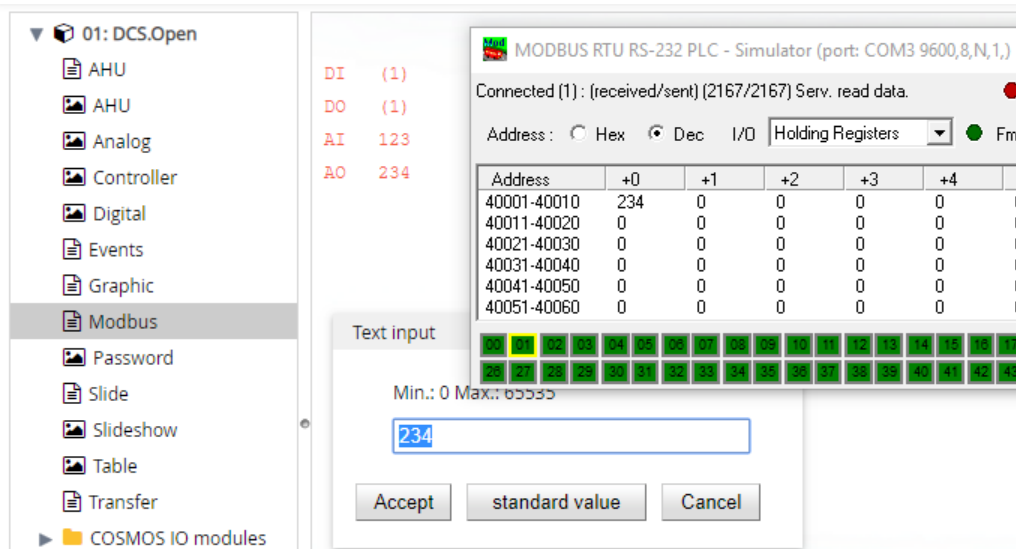 01: DCS.Open
AHU
AHU
Analog
Controller
Digital
Events
Graphic
Modbus
Password
Slide
Slideshow
Table
Transfer
COSMOS IO modules
DI (1)
DO (1)
AI 123
AO 234
MODBUS RTU RS-232 PLC - Simulator (port: COM3 9600,8,N,1,)
Connected (1) : (received/sent) (2167/2167) Serv. read data.
Address : Hex Dec I/O Holding Registers Fm
Address +0 +1 +2 +3 +4
40001-40010 234 0 0 0 0
40011-40020 0 0 0 0 0
40021-40030 0 0 0 0 0
40031-40040 0 0 0 0 0
40041-40050 0 0 0 0 0
40051-40060 0 0 0 0 0
00 01 02 03 04 05 06 07 08 09 10 11 12 13 14 15 16 17
26 27 28 29 30 31 32 33 34 35 36 37 38 39 40 41 42 43
Text input
Min.: 0 Max.: 65535
234
Accept standard value Cancel